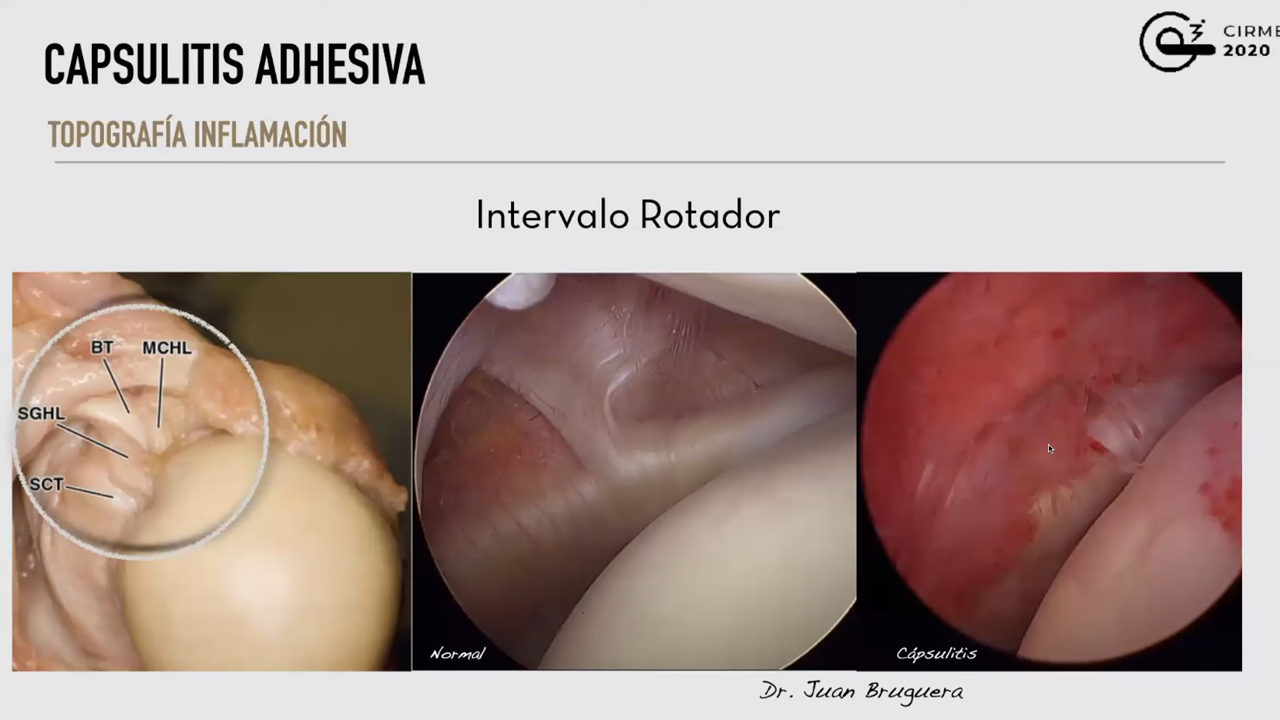 CAPSULITIS ADHESIVA
CIRME
2020
TOPOGRAFÍA INFLAMACIÓN
Intervalo Rotador
BT MCHL
SGHL
SCT
Normal
Cápsulitis
Dr. Juan Bruguera